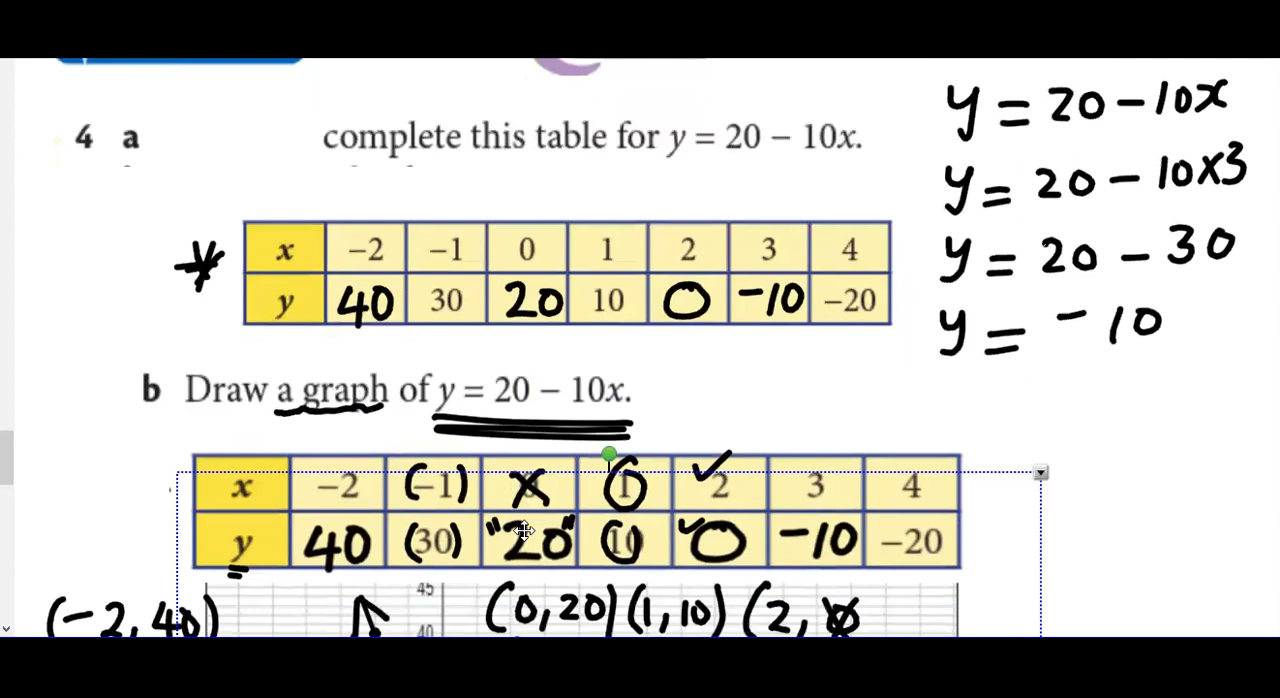 4 a complete this table for y = 20 − 10x.
x −2 −1 0 1 2 3 4
y 40 30 20 10 0 -10 −20
y = 20 - 10x
y = 20 - 10x3
y = 20 - 30
y = - 10
b Draw a graph of y = 20 − 10x.
x −2 (−1) 1 2 3 4
y 40 (30) "20" 10 0 -10 −20
45
40
(-2, 40)
(0,20) (1, 10) (2,